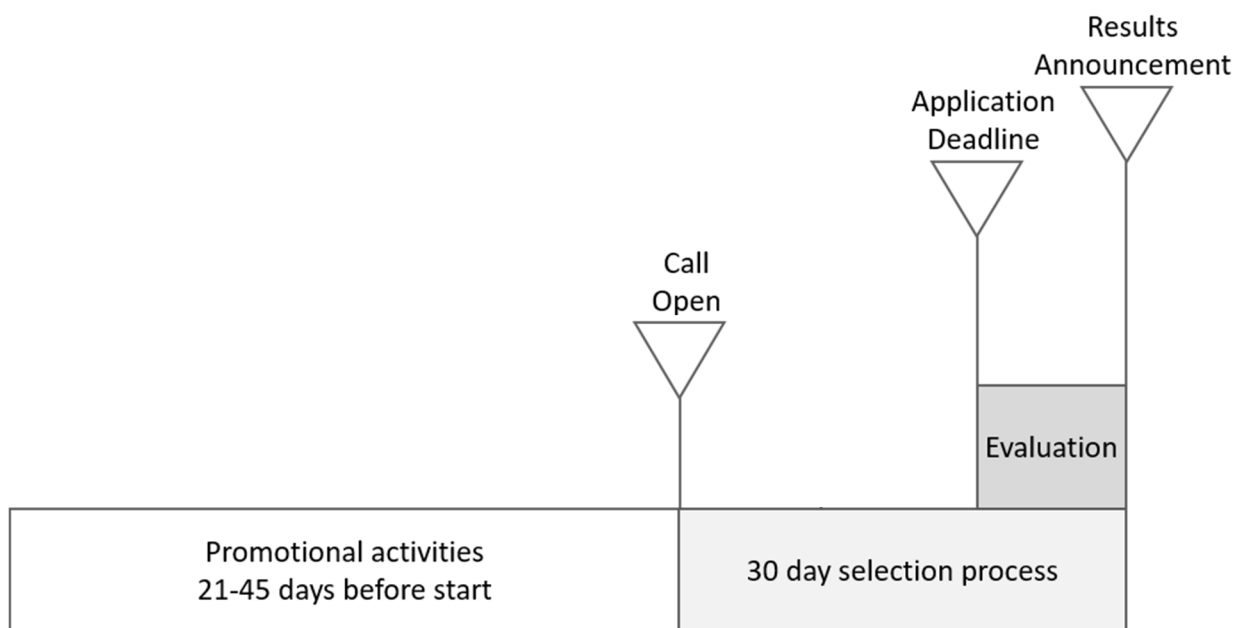 Results
Announcement
Application
Deadline
Call
Open
Evaluation
Promotional activities
21-45 days before start
30 day selection process